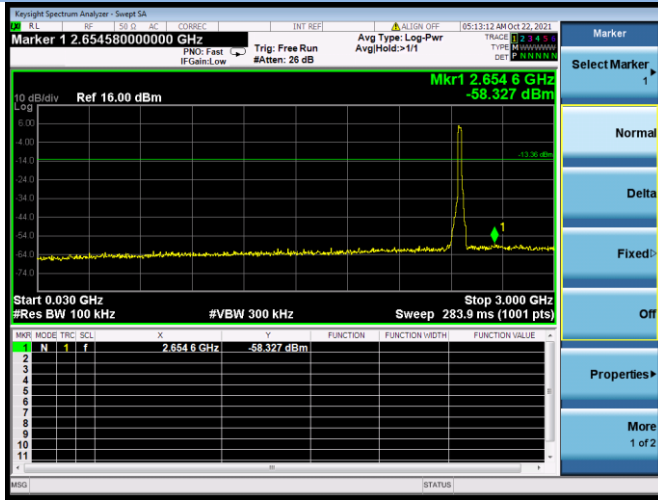 Keysight Spectrum Analyzer - Swept SA
RL RF 50 Ω AC CORREC INT REF ALIGN OFF 05:13:12 AM Oct 22, 2021
Marker 1 2.654580000000 GHz
PNO: Fast
IFGain:Low
Trig: Free Run
#Atten: 26 dB
Avg Type: Log-Pwr
Avg|Hold:>1/1
TRACE 1 2 3 4 5 6
TYPE M WWWWW
DET P N N N N N
Mkr1 2.654 6 GHz
-58.327 dBm
10 dB/div Ref 16.00 dBm
Log
6.00
-4.00
-14.0
-13.36 dBm
-24.0
-34.0
-44.0
-54.0
1
-64.0
-74.0
Start 0.030 GHz Stop 3.000 GHz
#Res BW 100 kHz #VBW 300 kHz Sweep 283.9 ms (1001 pts)
MKR MODE TRC SCL X Y FUNCTION FUNCTION WIDTH FUNCTION VALUE
1 N 1 f 2.654 6 GHz -58.327 dBm
2
3
4
5
6
7
8
9
10
11
MSG STATUS
Marker
Select Marker
1
Normal
Delta
Fixed
Off
Properties
More
1 of 2